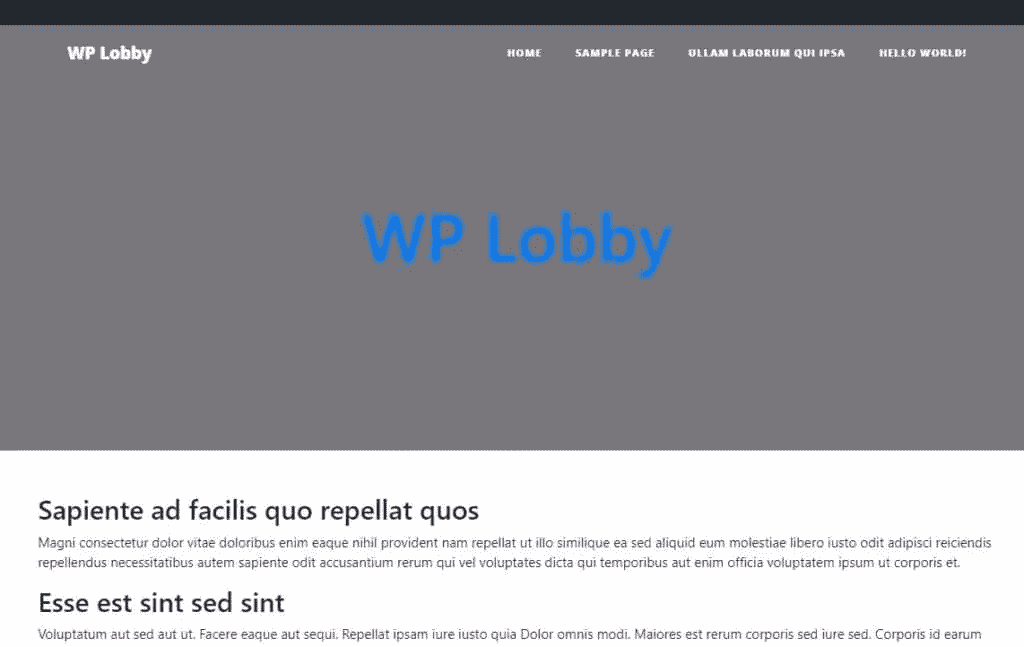 WP Lobby
HOME SAMPLE PAGE ULLAM LABORUM QUI IPSA HELLO WORLD!
WP Lobby
Sapiente ad facilis quo repellat quos
Magni consectetur dolor vitae doloribus enim eaque nihil provident nam repellat ut illo similique ea sed aliquid eum molestiae libero iusto odit adipisci reiciendis
repellendus necessitatibus autem sapiente odit accusantium rerum qui vel voluptates dicta qui temporibus aut enim officia voluptatem ipsum ut corporis et.
Esse est sint sed sint
Voluptatum aut sed aut ut. Facere eaque aut sequi. Repellat ipsam iure iusto quia Dolor omnis modi. Maiores est rerum corporis sed iure sed. Corporis id earum